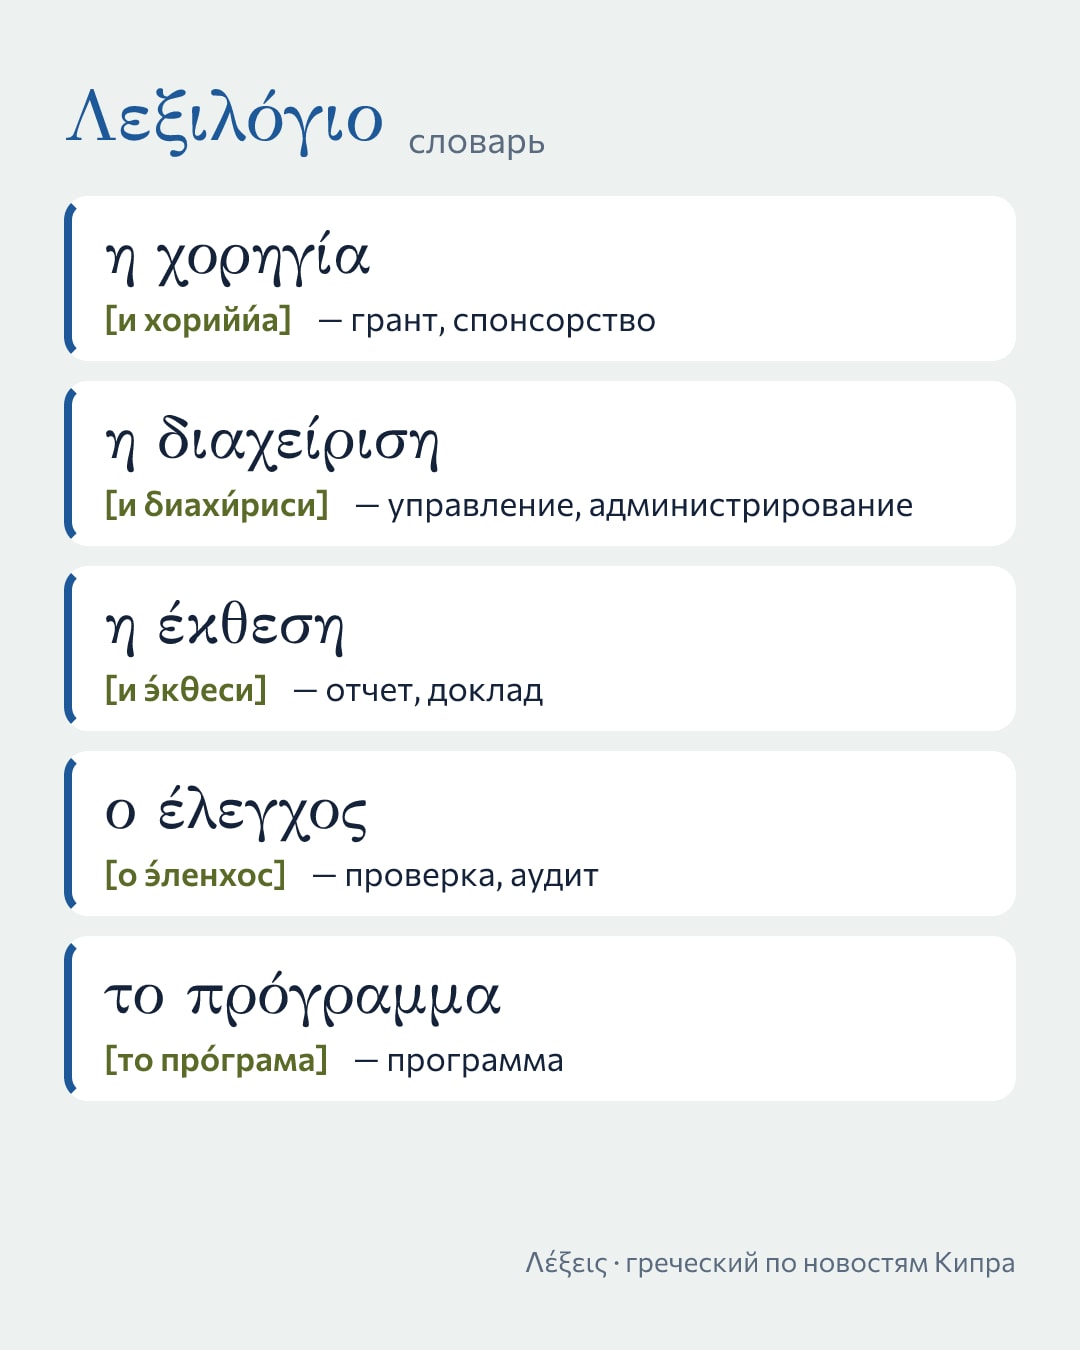 Λεξιλόγιο словарь
η χορηγία
[и хорийи́а] — грант, спонсорство
η διαχείριση
[и δиахи́риси] — управление, администрирование
η έκθεση
[и э́кθеси] — отчет, доклад
ο έλεγχος
[о э́ленхос] — проверка, аудит
το πρόγραμμα
[то про́грама] — программа
Λέξεις · греческий по новостям Кипра